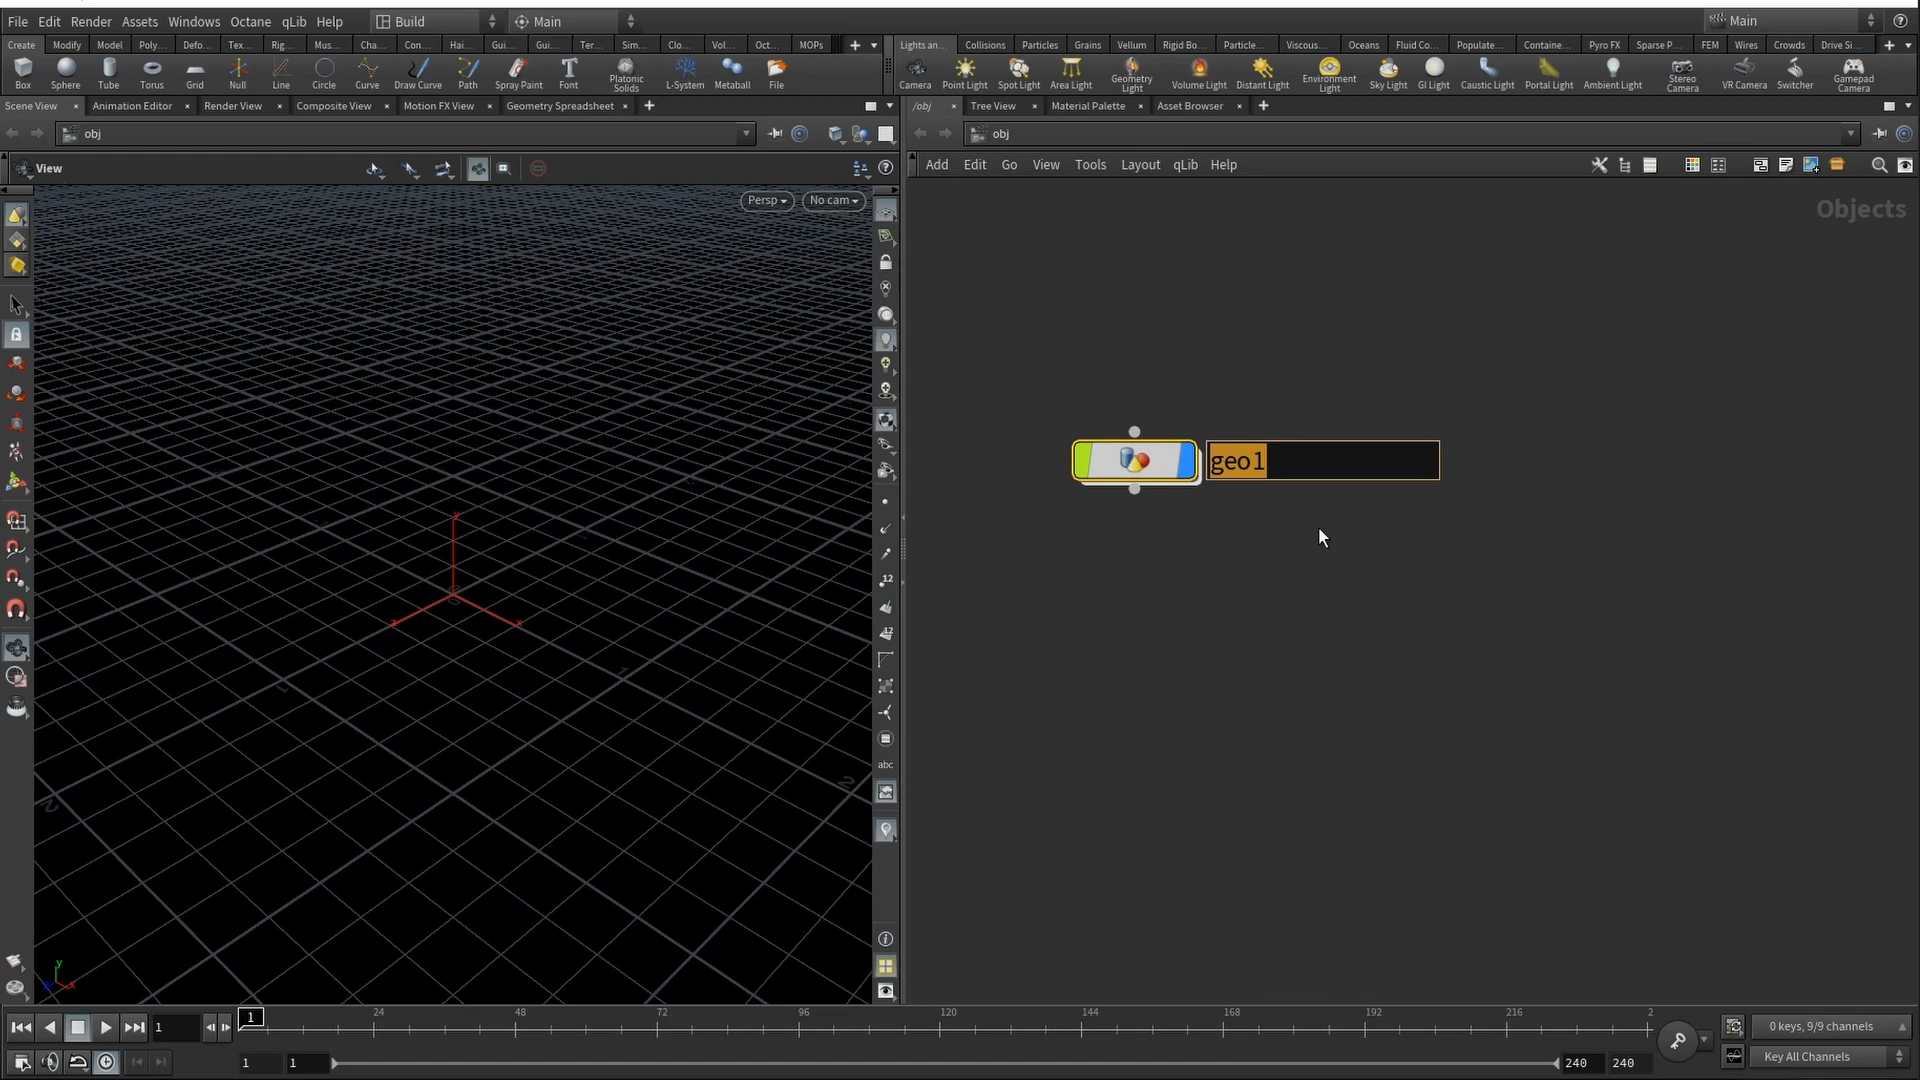 File Edit Render Assets Windows Octane qLib Help Build Main Main
Create Modify Model Poly... Defo... Tex... Rig... Mus... Cha... Con... Hai... Gui... Gui... Ter... Sim... Clo... Vol... Oct... MOPs
Lights an... Collisions Particles Grains Vellum Rigid Bo... Particle... Viscous... Oceans Fluid Co... Populate... Containe... Pyro FX Sparse P... FEM Wires Crowds Drive Si...
Box Sphere Tube Torus Grid Null Line Circle Curve Draw Curve Path Spray Paint Font Platonic Solids L-System Metaball File
Camera Point Light Spot Light Area Light Geometry Light Volume Light Distant Light Environment Light Sky Light GI Light Caustic Light Portal Light Ambient Light Stereo Camera VR Camera Switcher Gamepad Camera
Scene View Animation Editor Render View Composite View Motion FX View Geometry Spreadsheet
/obj Tree View Material Palette Asset Browser
obj
obj
View
Add Edit Go View Tools Layout qLib Help
Persp No cam
Objects
geo1
y
z x
1
2
2
12
12
abc
y
x
1
1 24 48 72 96 120 144 168 192 216 2
0 keys, 9/9 channels
1 1 240 240
Key All Channels